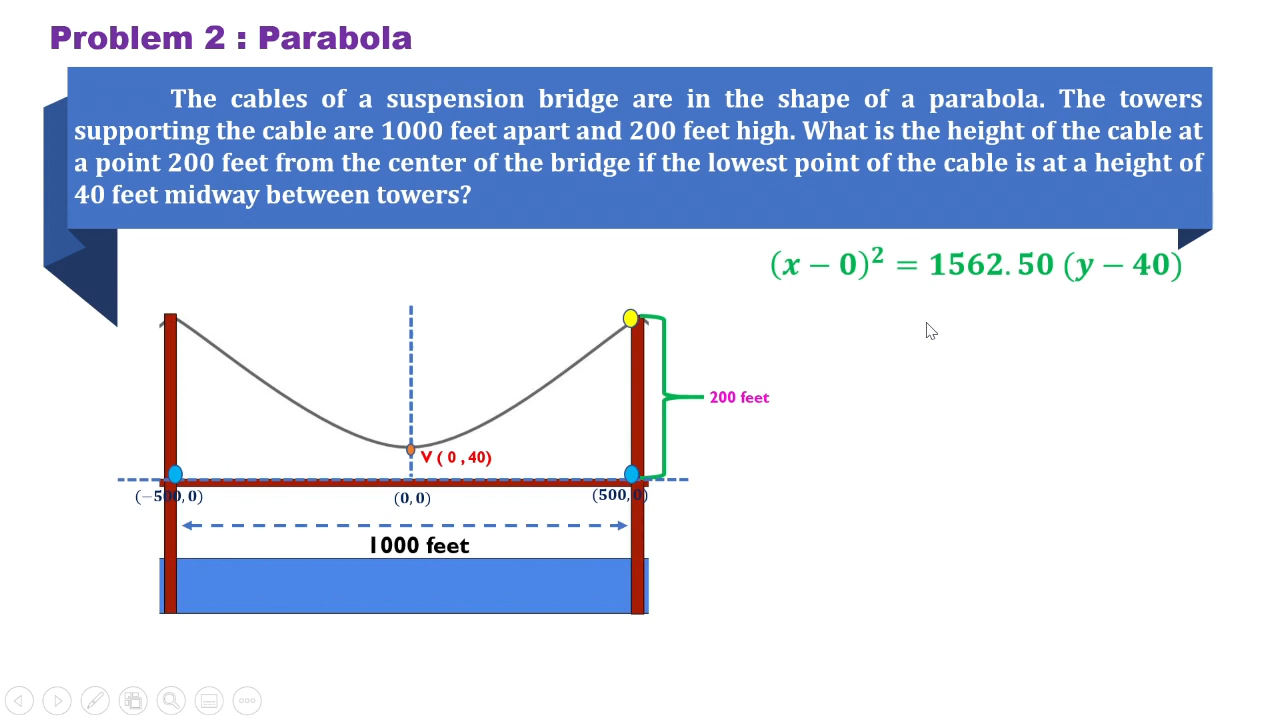 Problem 2 : Parabola
The cables of a suspension bridge are in the shape of a parabola. The towers
supporting the cable are 1000 feet apart and 200 feet high. What is the height of the cable at
a point 200 feet from the center of the bridge if the lowest point of the cable is at a height of
40 feet midway between towers?
(x − 0)² = 1562.50 (y − 40)
200 feet
V ( 0 , 40)
(−500, 0)
(0, 0)
(500, 0)
1000 feet